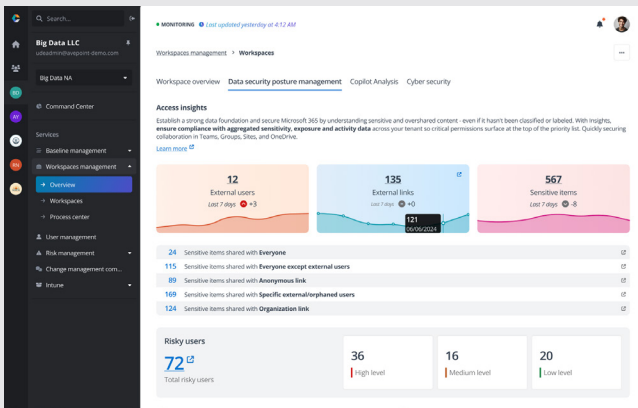 Search...
MONITORING Last updated yesterday at 4:12 AM
Big Data LLC
udeadmin@avepoint-demo.com
Workspaces management > Workspaces
BD
Big Data NA
Workspace overview Data security posture management Copilot Analysis Cyber security
Command Center
AY
Access insights
Establish a strong data foundation and secure Microsoft 365 by understanding sensitive and overshared content - even if it hasn't been classified or labeled. With Insights,
ensure compliance with aggregated sensitivity, exposure and activity data across your tenant so critical permissions surface at the top of the priority list. Quickly securing
collaboration in Teams, Groups, Sites, and OneDrive.
Learn more
Services
Baseline management
RN
Workspaces management
Overview
Workspaces
Process center
User management
Risk management
Change management com...
Intune
12
External users
Last 7 days +3
135
External links
Last 7 days +0
121
06/06/2024
567
Sensitive items
Last 7 days -8
24 Sensitive items shared with Everyone
115 Sensitive items shared with Everyone except external users
89 Sensitive items shared with Anonymous link
169 Sensitive items shared with Specific external/orphaned users
124 Sensitive items shared with Organization link
Risky users
72
Total risky users
36
High level
16
Medium level
20
Low level